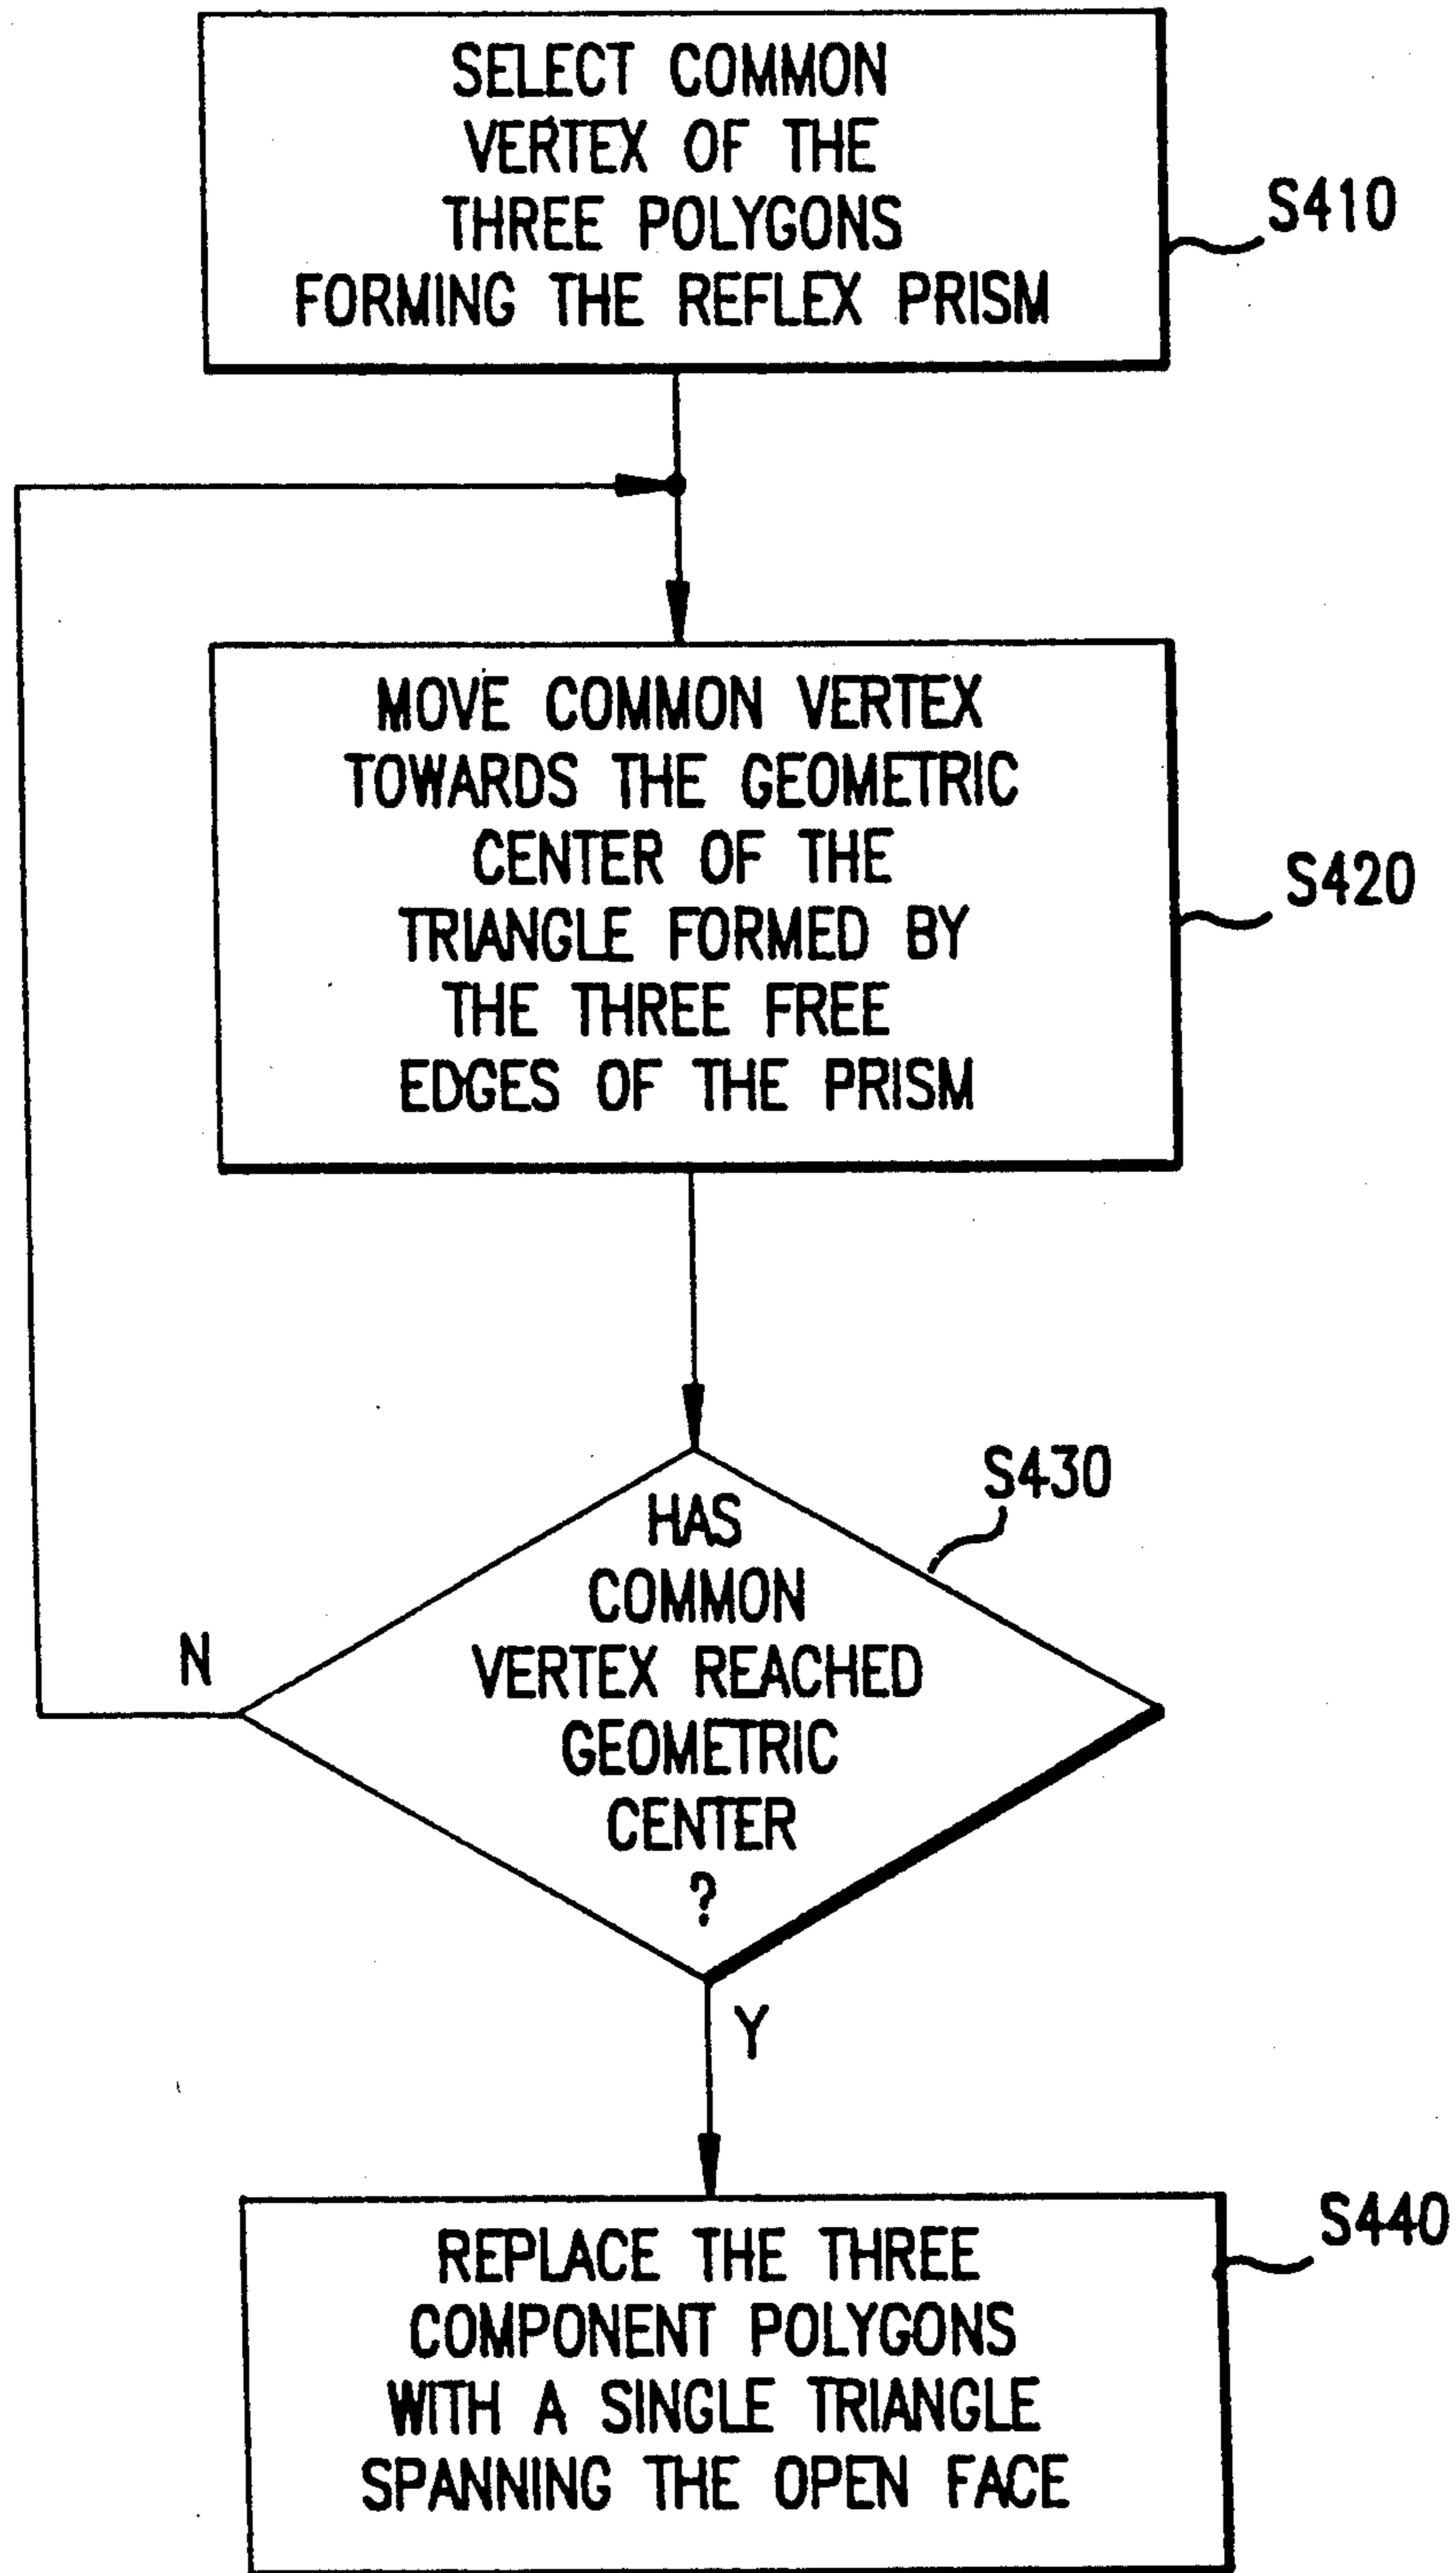 SELECT COMMON
VERTEX OF THE
THREE POLYGONS
FORMING THE REFLEX PRISM
S410
MOVE COMMON VERTEX
TOWARDS THE GEOMETRIC
CENTER OF THE
TRIANGLE FORMED BY
THE THREE FREE
EDGES OF THE PRISM
S420
S430
HAS
COMMON
VERTEX REACHED
GEOMETRIC
CENTER
?
N
Y
REPLACE THE THREE
COMPONENT POLYGONS
WITH A SINGLE TRIANGLE
SPANNING THE OPEN FACE
S440